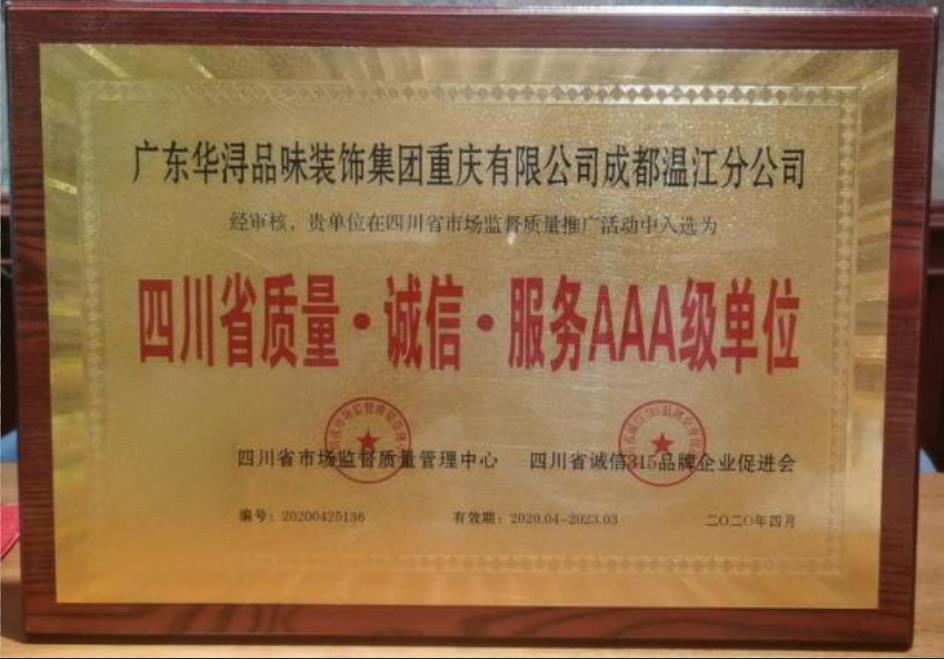 广东华浔品味装饰集团重庆有限公司成都温江分公司
经审核，贵单位在四川省市场监督质量推广活动中入选为
四川省质量·诚信·服务AAA级单位
四川省市场监督质量管理中心 四川省诚信315品牌企业促进会
编号：20200425136 有效期：2020.04-2023.03 二〇二〇年四月